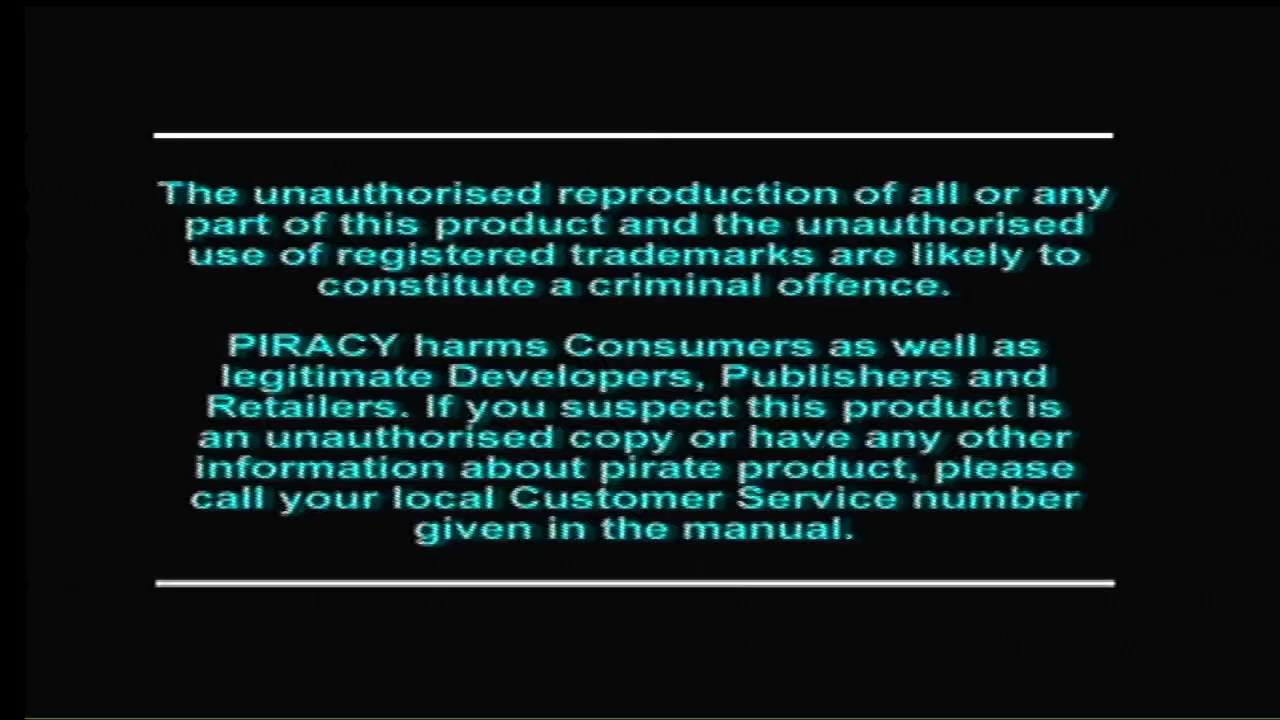 The unauthorised reproduction of all or any
part of this product and the unauthorised
use of registered trademarks are likely to
constitute a criminal offence.
PIRACY harms Consumers as well as
legitimate Developers, Publishers and
Retailers. If you suspect this product is
an unauthorised copy or have any other
information about pirate product, please
call your local Customer Service number
given in the manual.